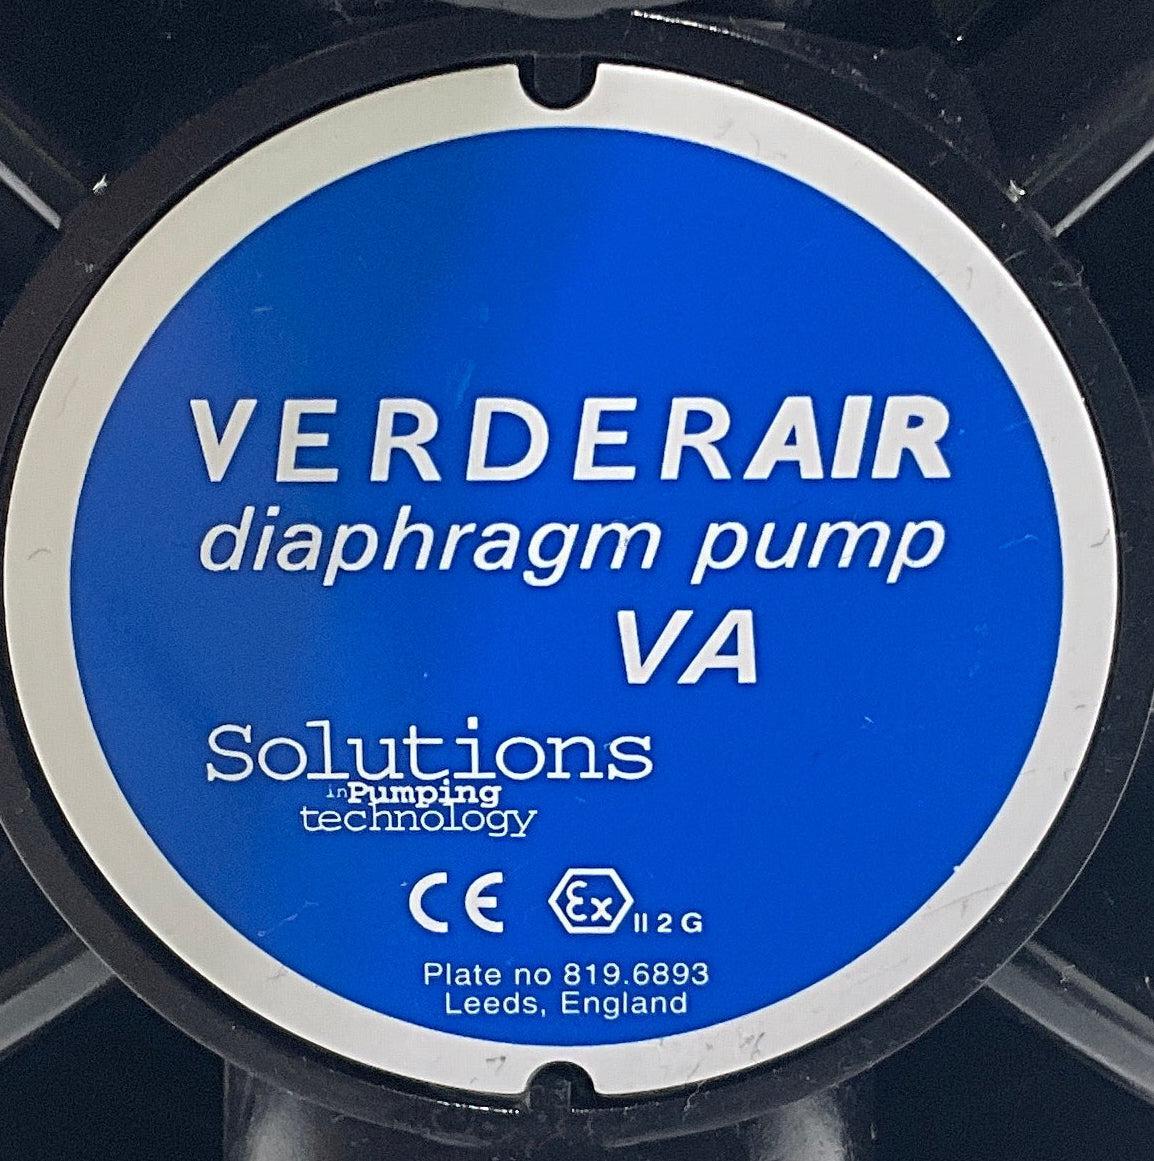 VERDERAIR
diaphragm pump
VA
Solutions
in Pumping
technology
CE Ex II 2 G
Plate no 819.6893
Leeds, England